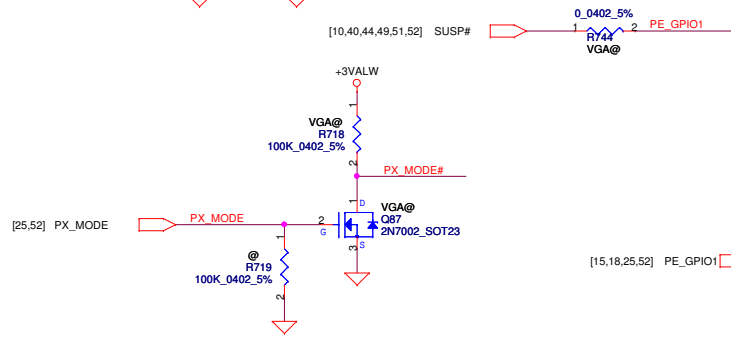 0_0402_5%
[10,40,44,49,51,52] SUSP# 1 2 PE_GPIO1
R744
VGA@
+3VALW
1
VGA@
R718
100K_0402_5%
2
PX_MODE#
1 D
VGA@
Q87
2N7002_SOT23
[25,52] PX_MODE PX_MODE 2 G
3 S
1
@
R719
100K_0402_5%
2
[15,18,25,52] PE_GPIO1